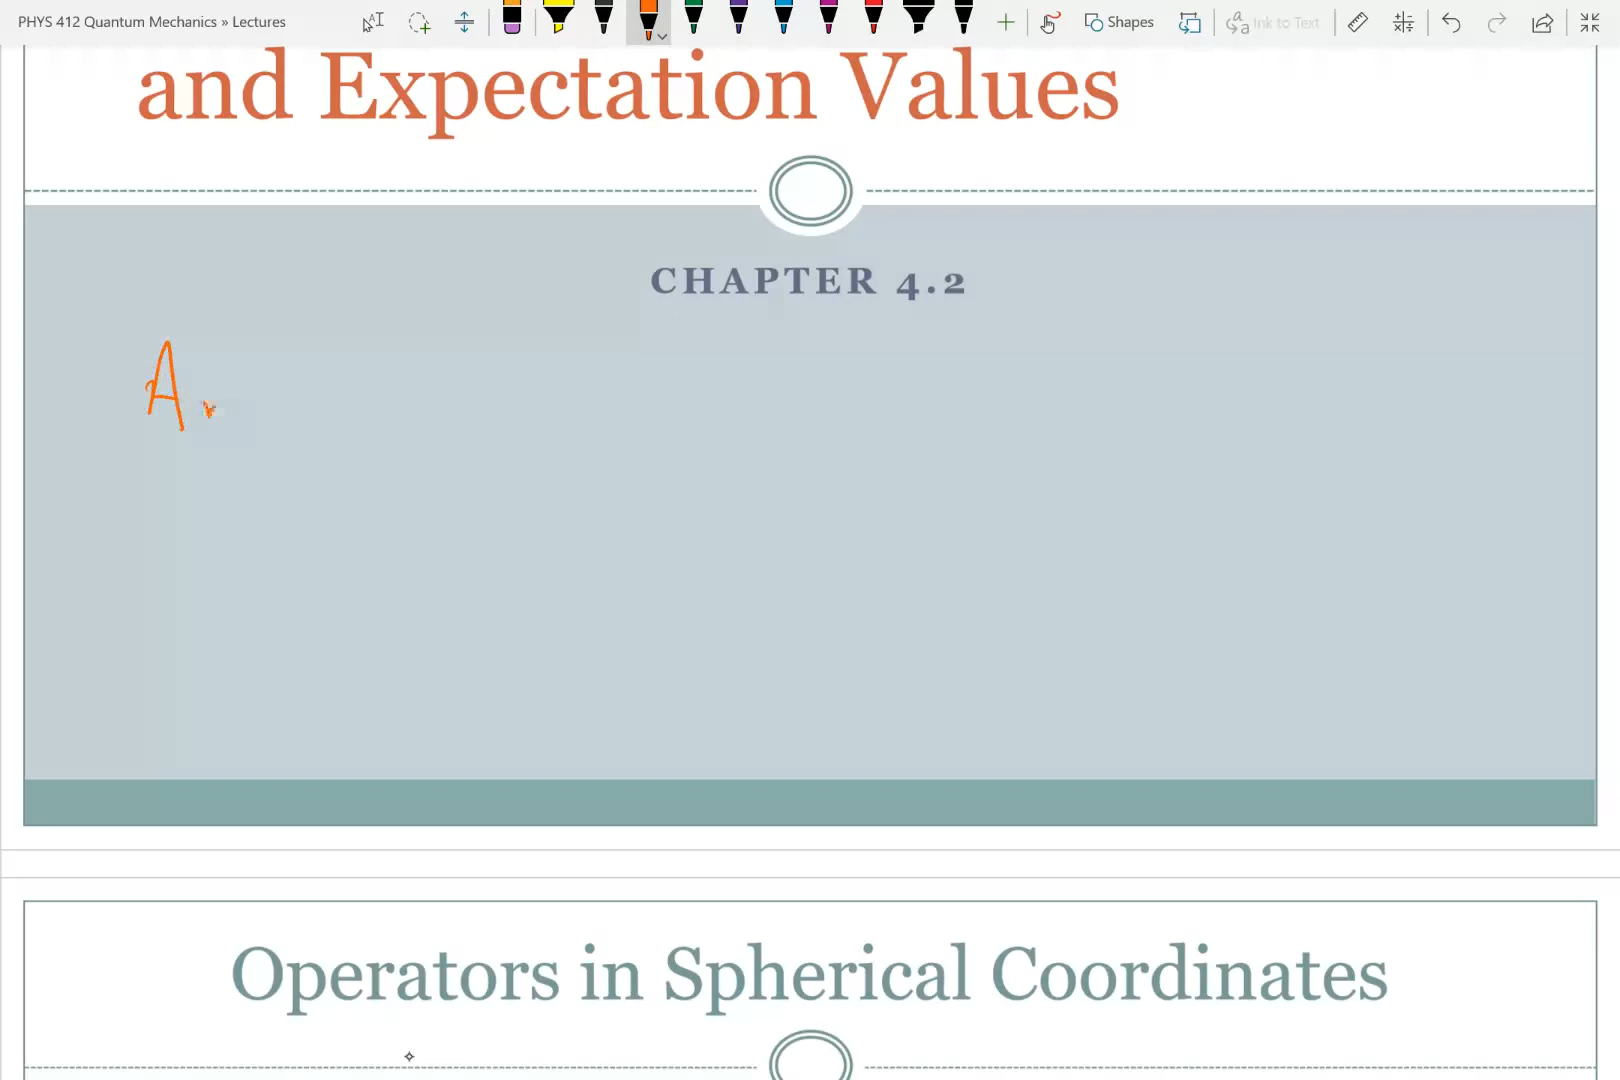 PHYS 412 Quantum Mechanics » Lectures
Shapes
Ink to Text
and Expectation Values
CHAPTER 4.2
A.
Operators in Spherical Coordinates